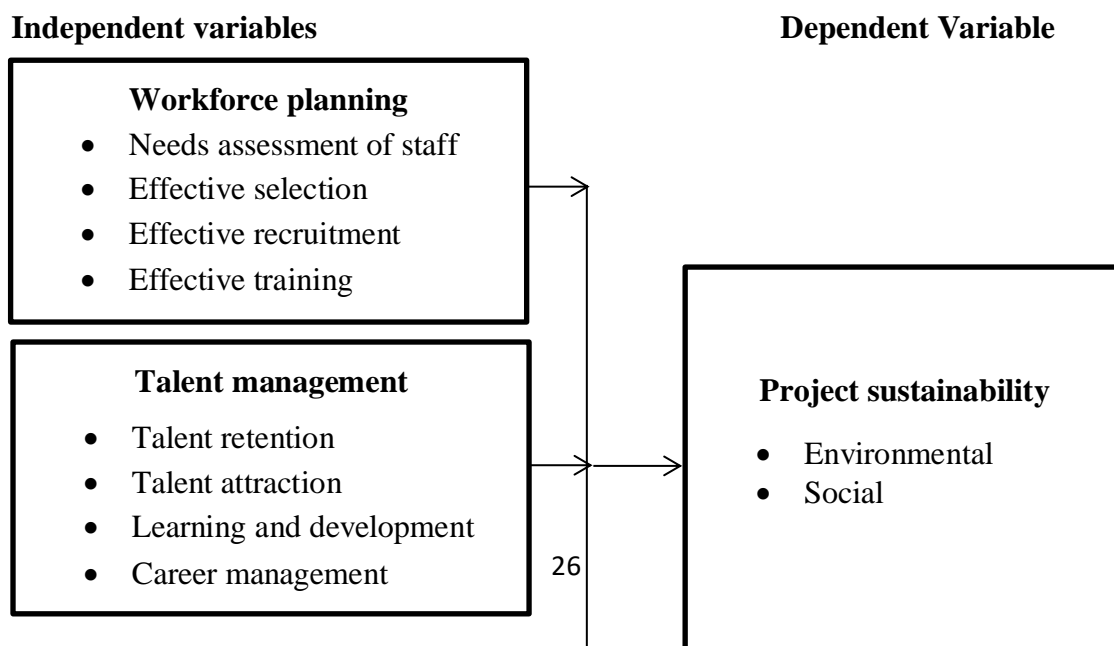 Independent variables
Dependent Variable
Workforce planning
• Needs assessment of staff
• Effective selection
• Effective recruitment
• Effective training
Talent management
• Talent retention
• Talent attraction
• Learning and development
• Career management
26
Project sustainability
• Environmental
• Social